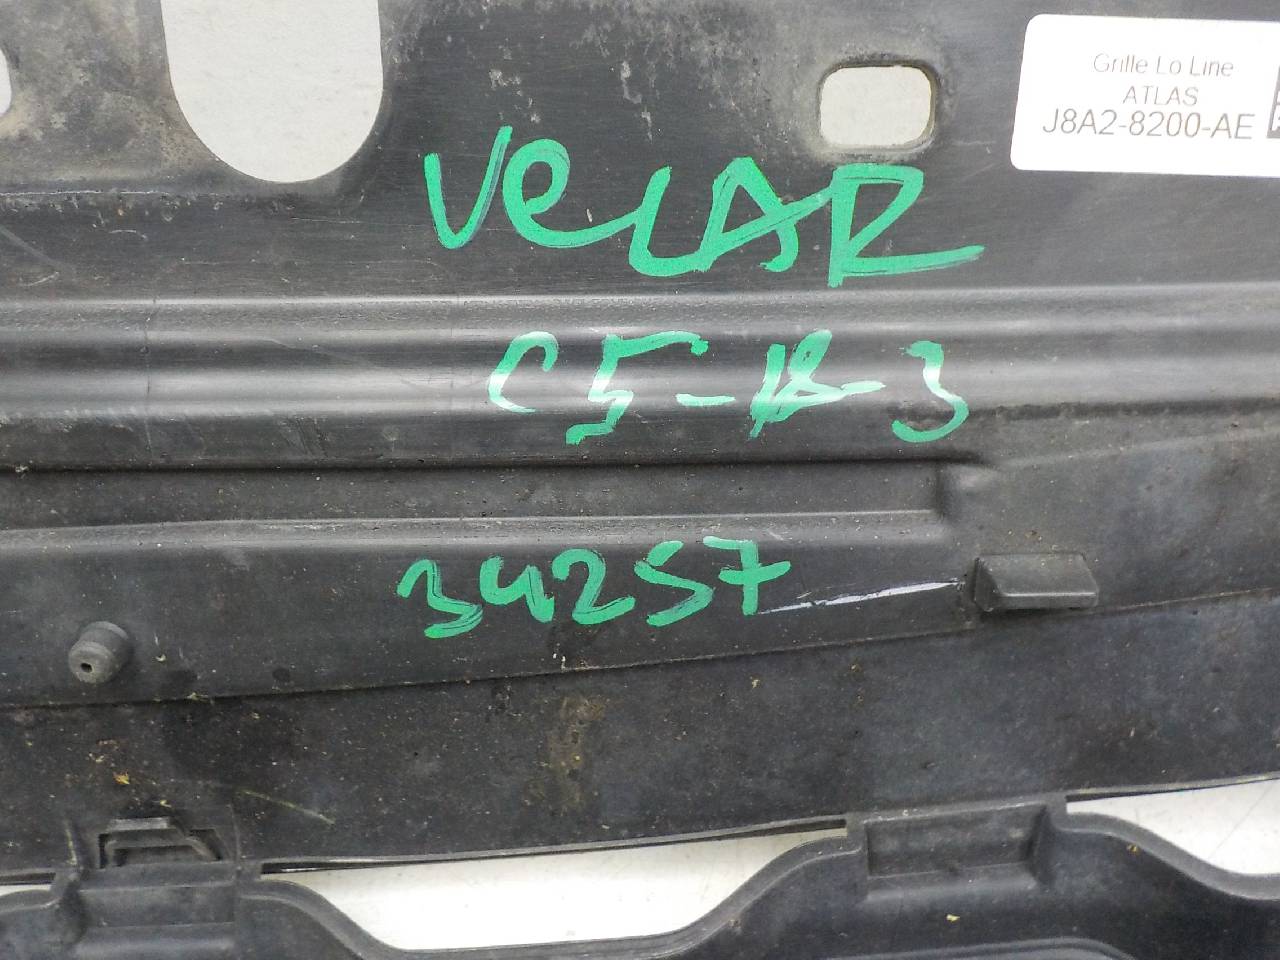 Grille Lo Line
ATLAS
J8A2-8200-AE
VeLAR
C5-18-3
34257